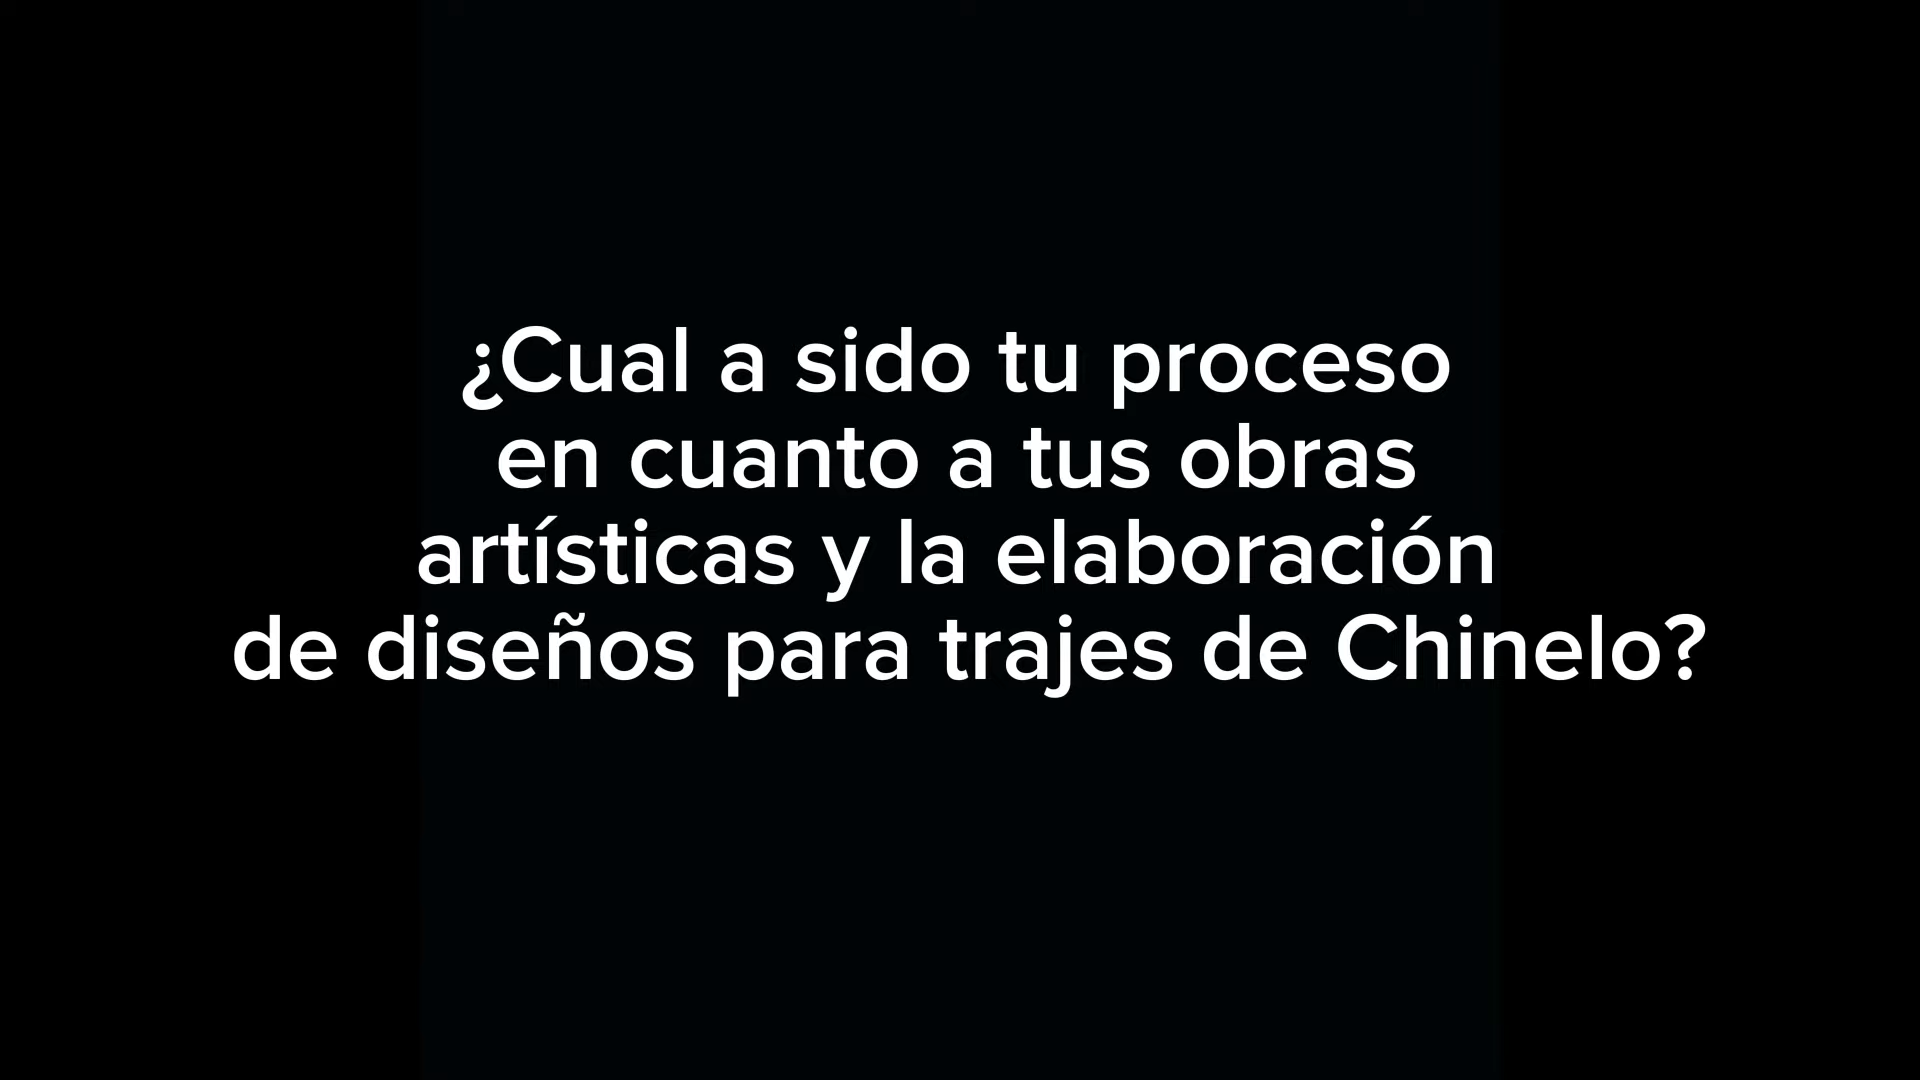 ¿Cual a sido tu proceso
en cuanto a tus obras
artísticas y la elaboración
de diseños para trajes de Chinelo?